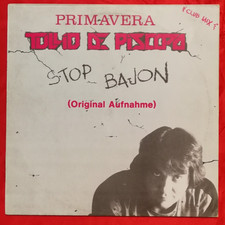 PRIMAVERA
(CLUB MIX)
TULLIO DE PISCOPO
STOP BAJON
(Original Aufnahme)